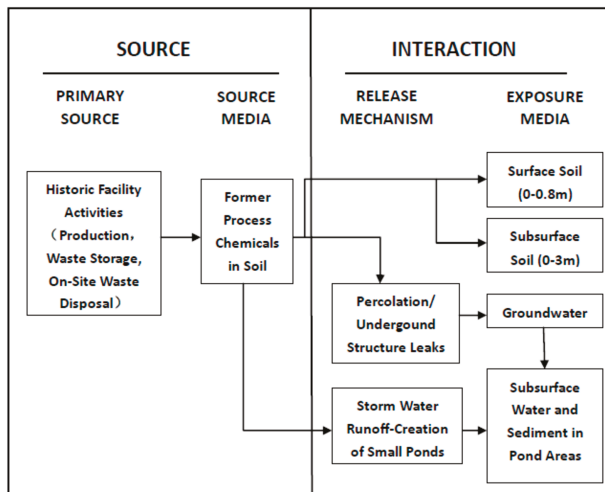 SOURCE
INTERACTION
PRIMARY
SOURCE
SOURCE
MEDIA
RELEASE
MECHANISM
EXPOSURE
MEDIA
Historic Facility
Activities
（Production，
Waste Storage,
On-Site Waste
Disposal）
Former
Process
Chemicals
in Soil
Surface Soil
(0-0.8m)
Subsurface
Soil (0-3m)
Percolation/
Undergound
Structure Leaks
Groundwater
Storm Water
Runoff-Creation
of Small Ponds
Subsurface
Water and
Sediment in
Pond Areas